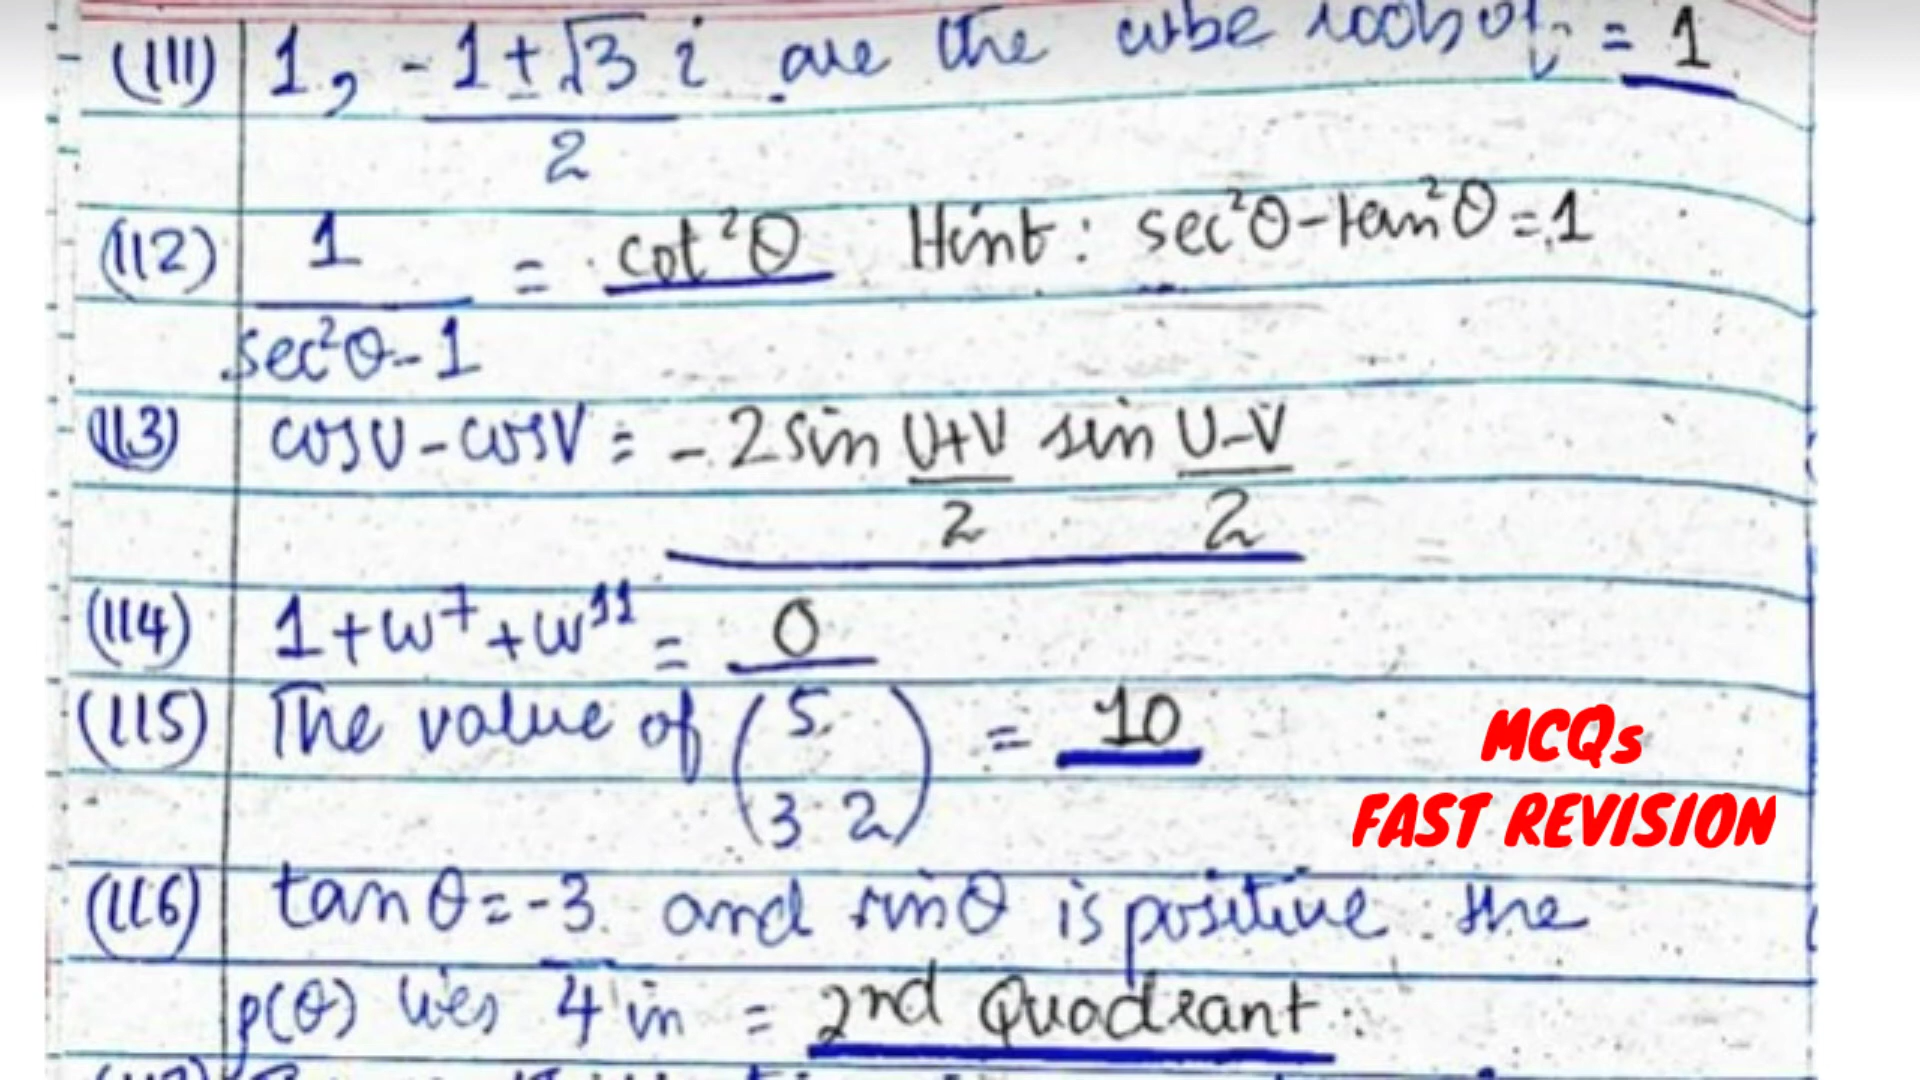 (111) 1, -1±√3 i are the cube roots of = 1
2
(112) 1 = cot²θ Hint: sec²θ-tan²θ=1
sec²θ-1
(113) cosU-cosV = -2sin U+V sin U-V
2 2
(114) 1+w⁷+w¹¹ = 0
(115) The value of (5) = 10
(3 2)
MCQs
FAST REVISION
(116) tanθ=-3 and sinθ is positive the
p(θ) lies 4 in = 2nd Quadrant.